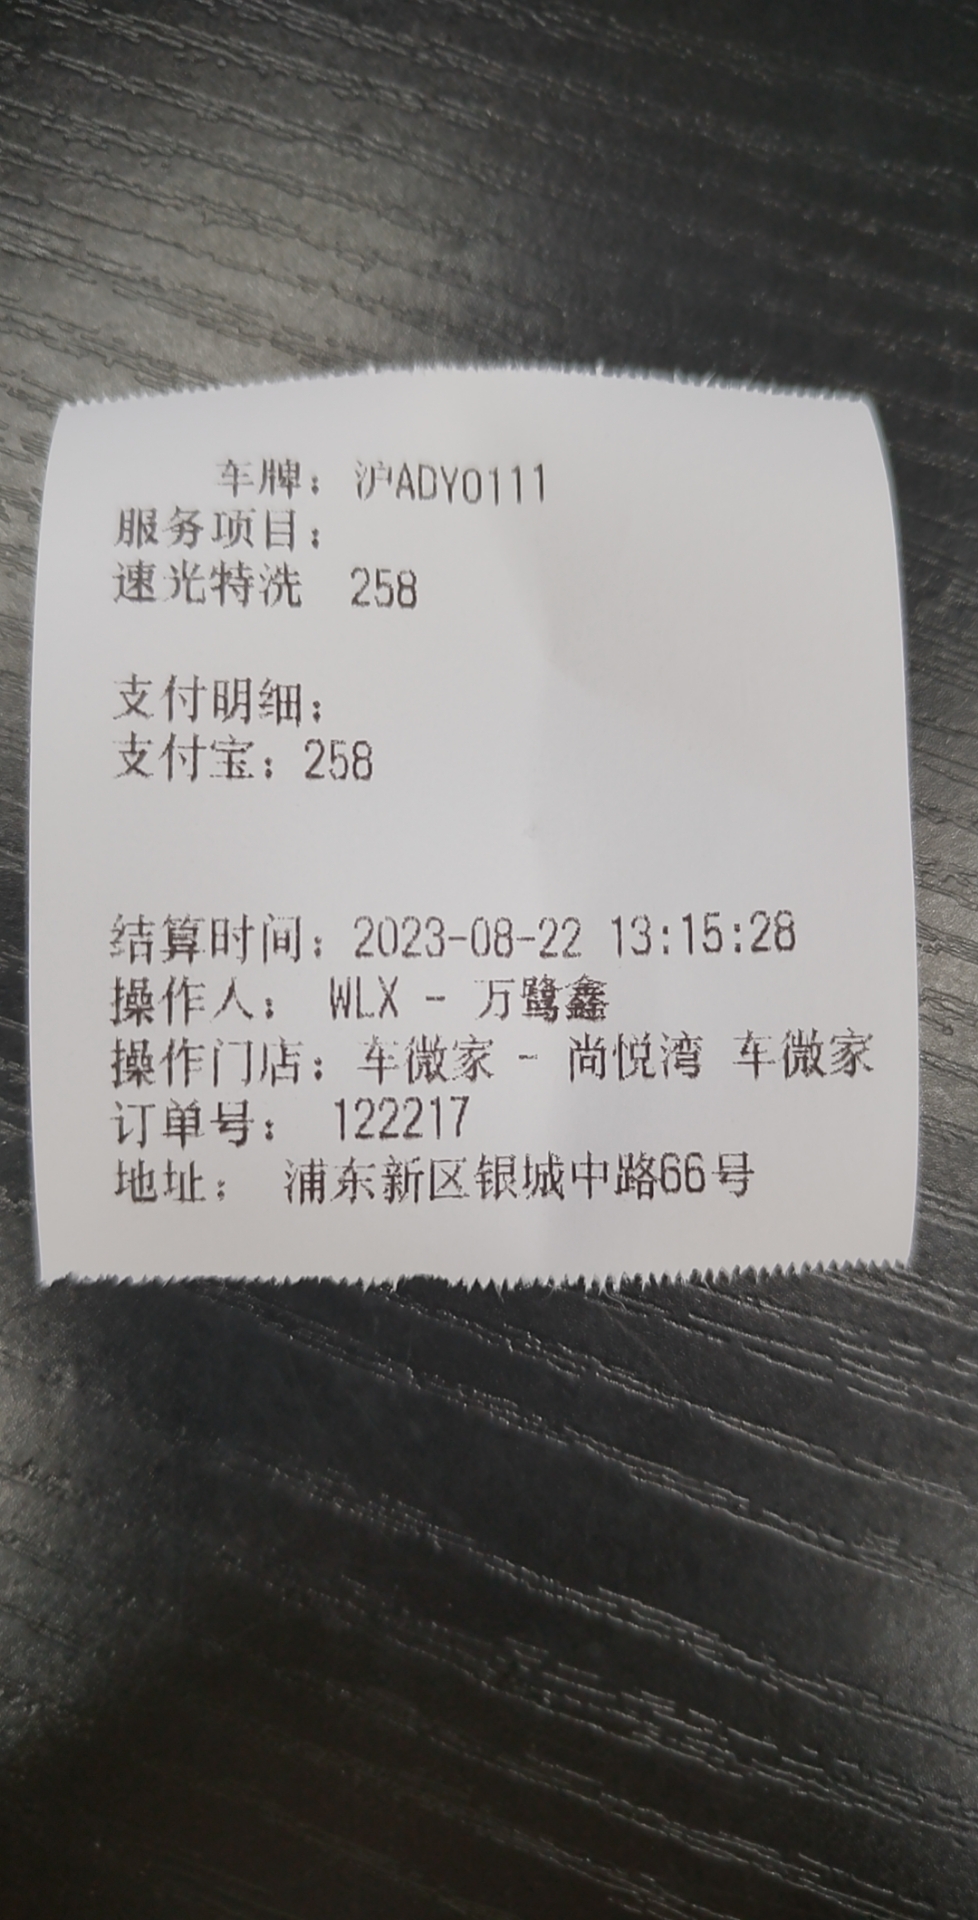 车牌：沪ADY0111
服务项目：
速光特洗 258
支付明细：
支付宝：258
结算时间：2023-08-22 13:15:28
操作人： WLX - 万鹭鑫
操作门店：车微家 - 尚悦湾 车微家
订单号： 122217
地址： 浦东新区银城中路66号